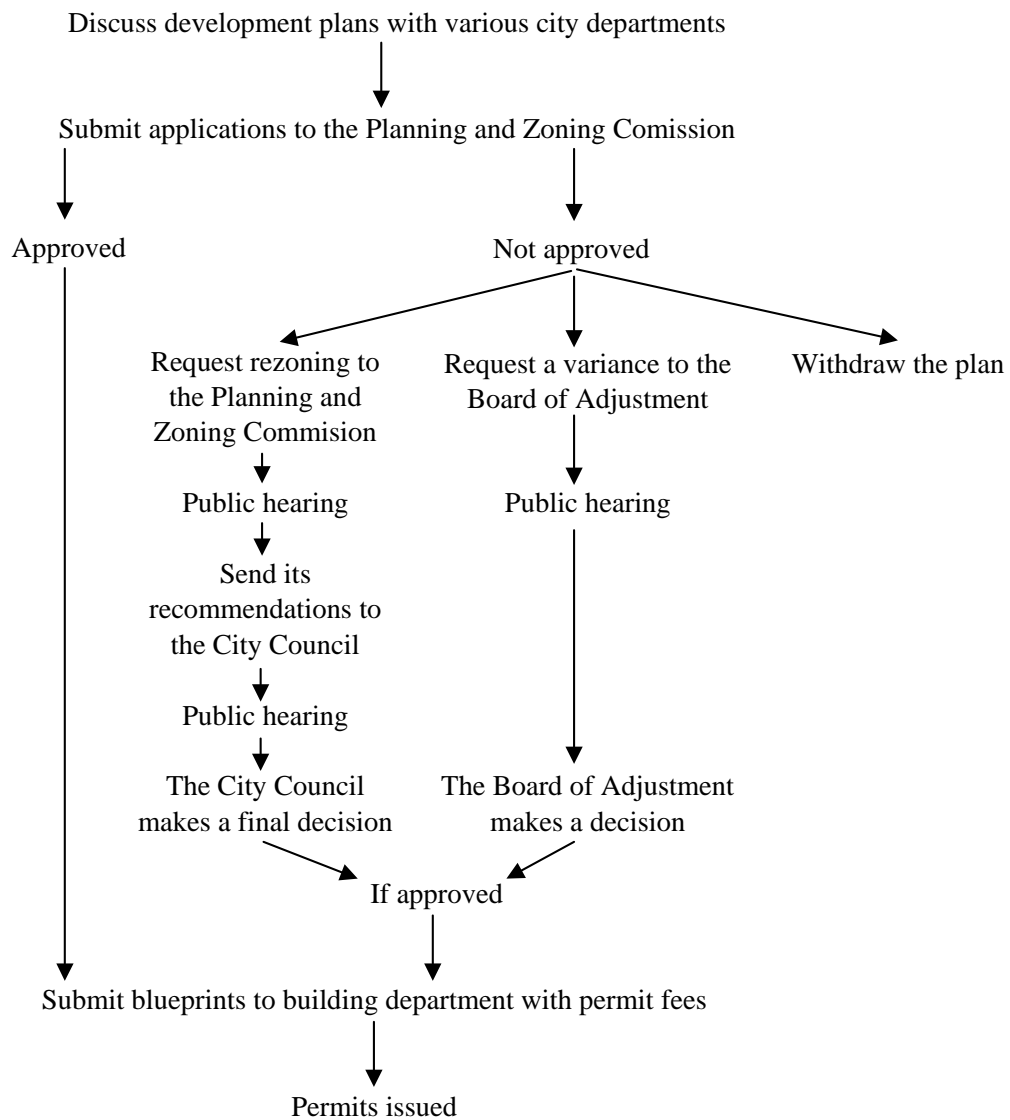 Discuss development plans with various city departments
Submit applications to the Planning and Zoning Comission
Approved
Not approved
Request rezoning to
the Planning and
Zoning Commision
Public hearing
Send its
recommendations to
the City Council
Public hearing
The City Council
makes a final decision
Request a variance to the
Board of Adjustment
Public hearing
The Board of Adjustment
makes a decision
Withdraw the plan
If approved
Submit blueprints to building department with permit fees
Permits issued